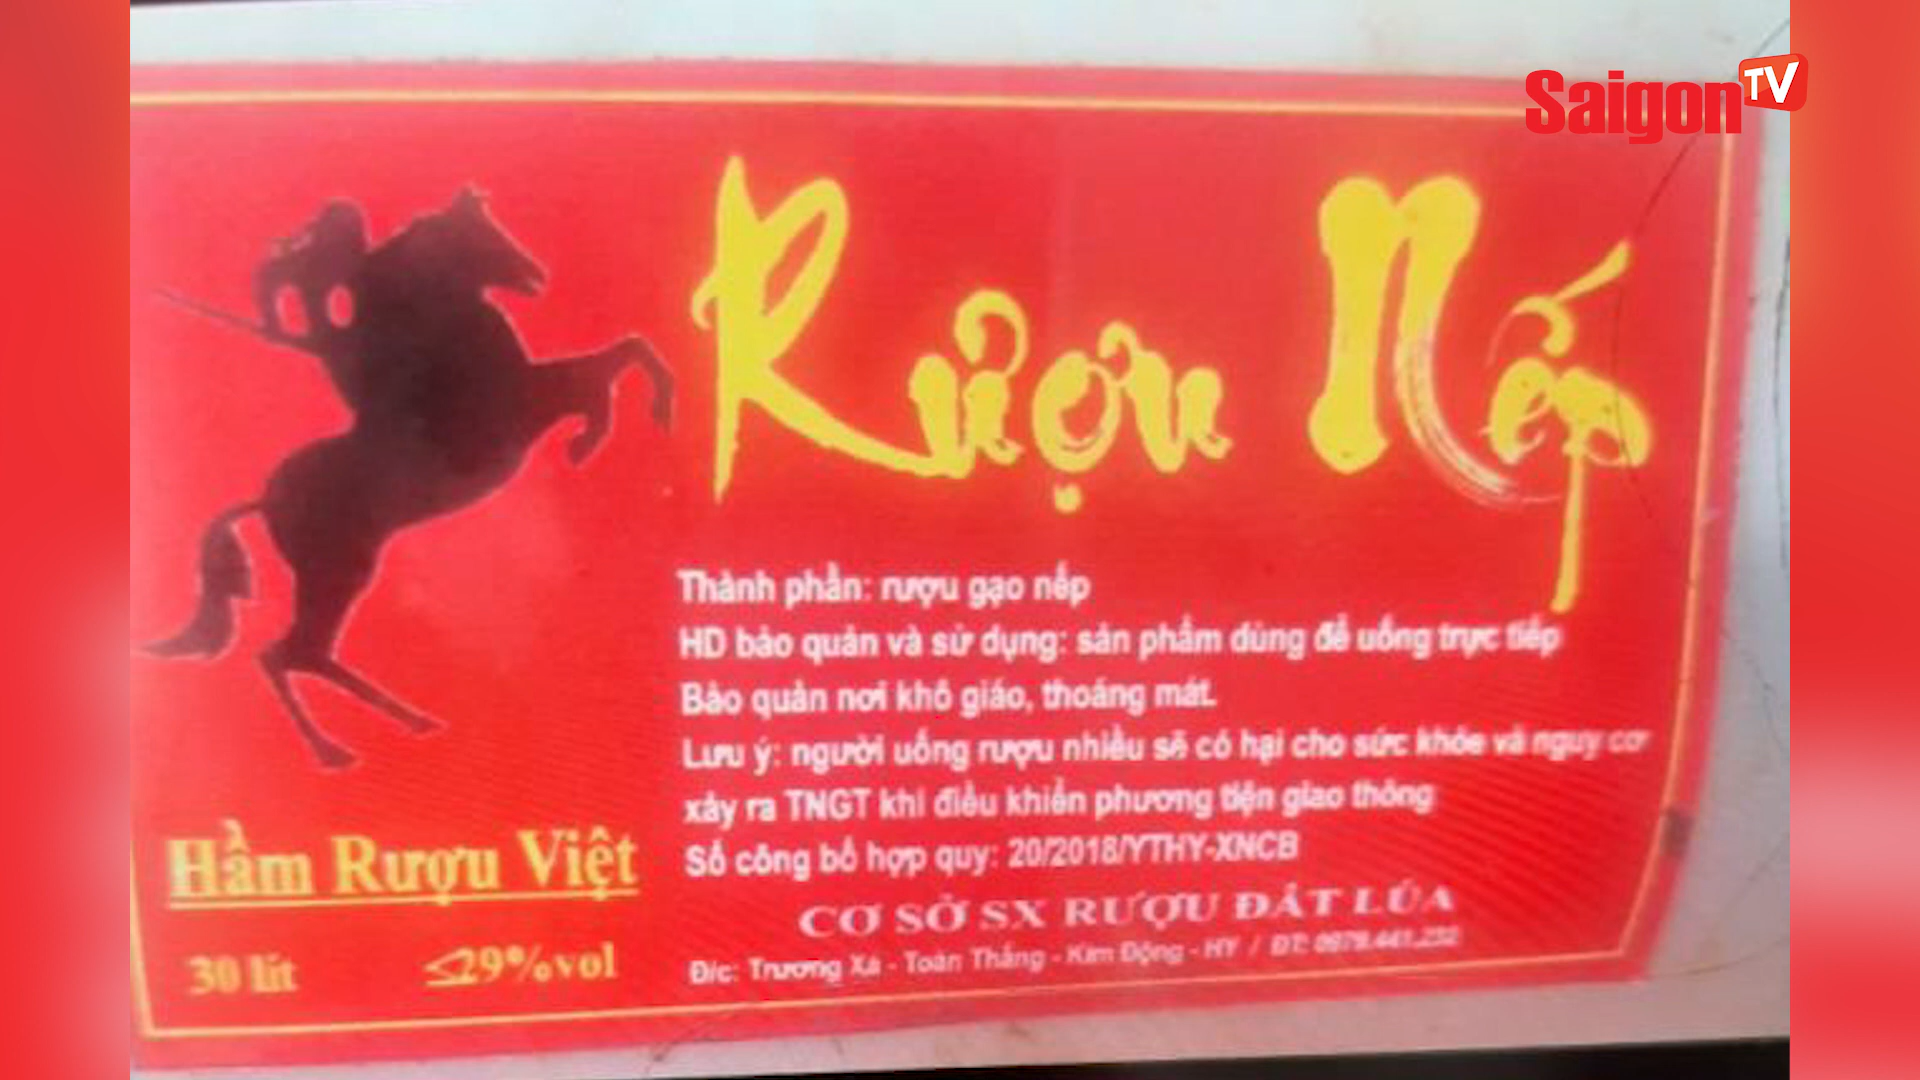 Saigon TV
Rượu Nếp
Thành phần: rượu gạo nếp
HD bảo quản và sử dụng: sản phẩm dùng để uống trực tiếp
Bảo quản nơi khô giáo, thoáng mát.
Lưu ý: người uống rượu nhiều sẽ có hại cho sức khỏe và nguy cơ
xảy ra TNGT khi điều khiển phương tiện giao thông
Số công bố hợp quy: 20/2018/YTHY-XNCB
CƠ SỞ SX RƯỢU ĐẤT LÚA
Đ/c: Trương Xá - Toàn Thắng - Kim Động - HY / ĐT:
Hầm Rượu Việt
30 lít ≤29%vol